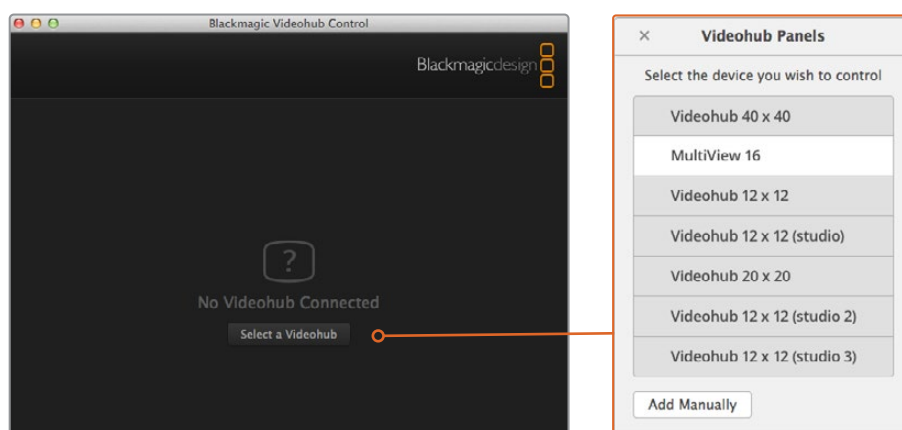 Blackmagic Videohub Control
Blackmagicdesign
?
No Videohub Connected
Select a Videohub
Videohub Panels
Select the device you wish to control
Videohub 40 x 40
MultiView 16
Videohub 12 x 12
Videohub 12 x 12 (studio)
Videohub 20 x 20
Videohub 12 x 12 (studio 2)
Videohub 12 x 12 (studio 3)
Add Manually